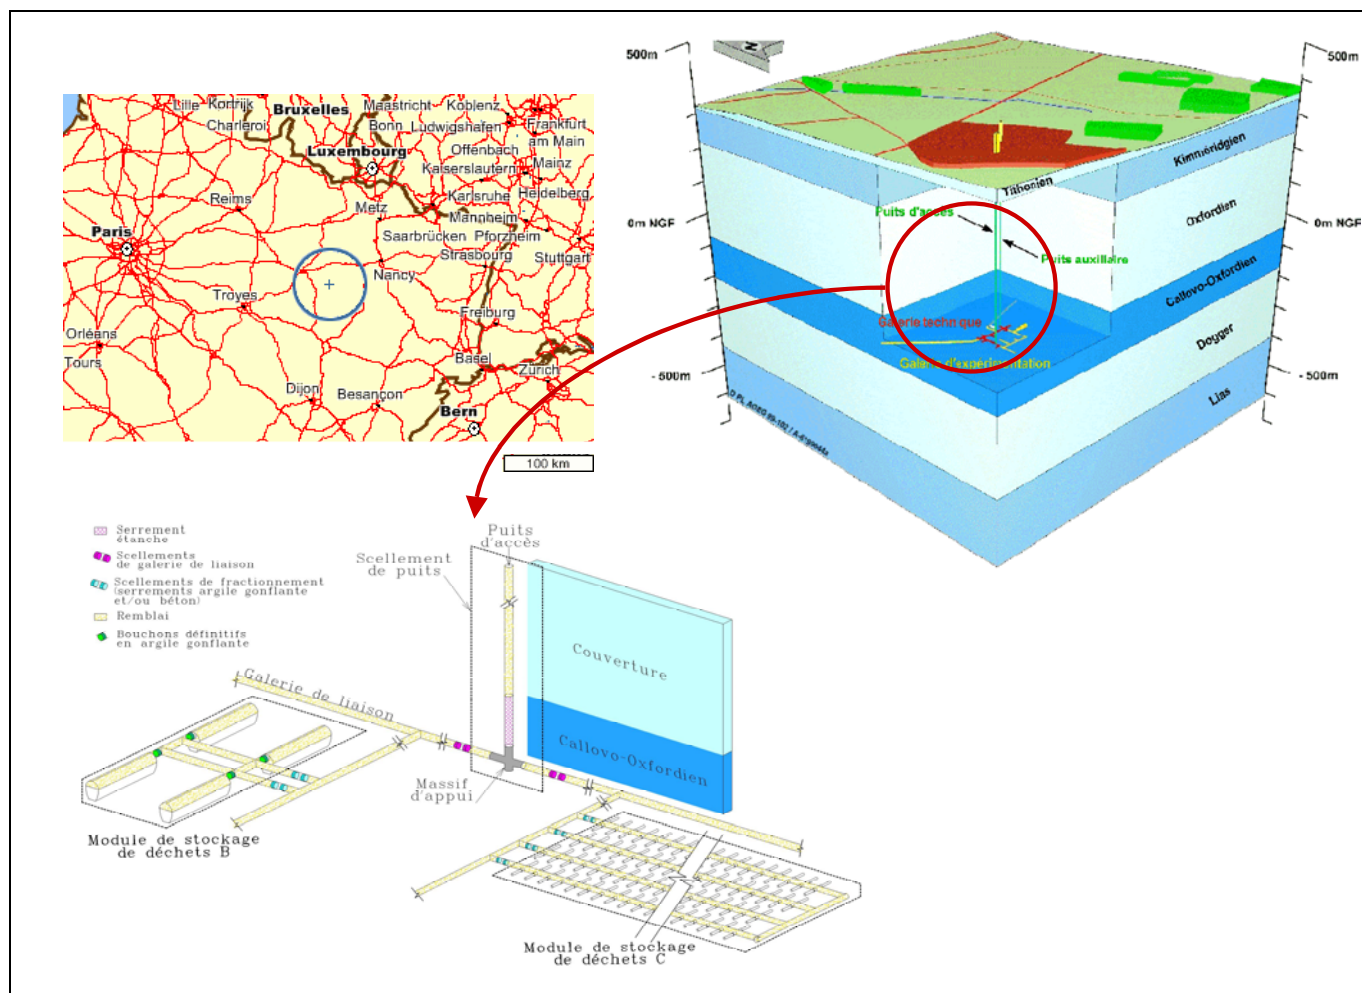 Lille
Kortrijk
Bruxelles
Maastricht
Koblenz
Charleroi
Bonn
Ludwigshafen
Frankfurt
am Main
Offenbach
Luxembourg
Mainz
Kaiserslautern
Reims
Metz
Karlsruhe
Heidelberg
Mannheim
Paris
Saarbrücken
Pforzheim
Strasbourg
Stuttgart
Nancy
Troyes
Freiburg
Orléans
Tours
Basel
Zürich
Dijon
Besançon
Bern
100 km
500m
N
500m
Kimméridgien
Tithonien
Puits d'accès
Oxfordien
0m NGF
0m NGF
Puits auxiliaire
Callovo-Oxfordien
Galerie technique
Dogger
Galerie d'expérimentation
- 500m
- 500m
Lias
Serrement
étanche
Scellements
de galerie de liaison
Scellements de fractionnement
(serrements argile gonflante
et/ou béton)
Remblai
Bouchons définitifs
en argile gonflante
Puits
d'accès
Scellement
de puits
Couverture
Galerie de liaison
Callovo-Oxfordien
Massif
d'appui
Module de stockage
de déchets B
Module de stockage
de déchets C